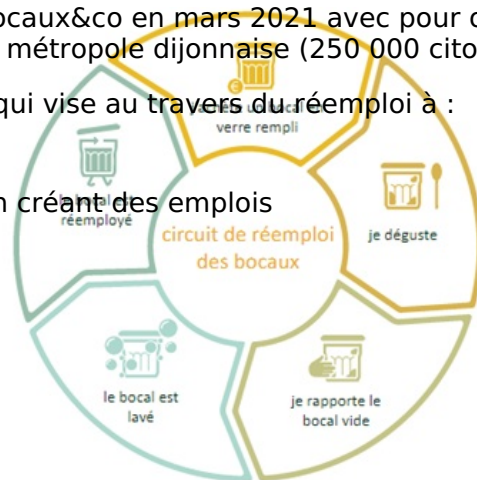 ocaux&co en mars 2021 avec pour
métropole dijonnaise (250 000
qui vise au travers du réemploi à :
verre rempli
créant des emplois
réemployé
circuit de réemploi
des bocaux
je déguste
le bocal est
lavé
je rapporte le
bocal vide